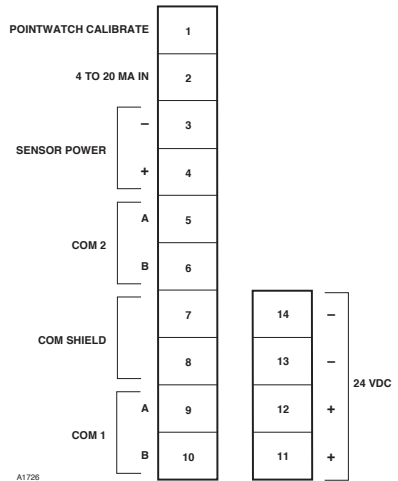 POINTWATCH CALIBRATE 1
4 TO 20 MA IN 2
– 3
SENSOR POWER
+ 4
A 5
COM 2
B 6
7 14 –
COM SHIELD
8 13 –
24 VDC
A 9 12 +
COM 1
B 10 11 +
A1726